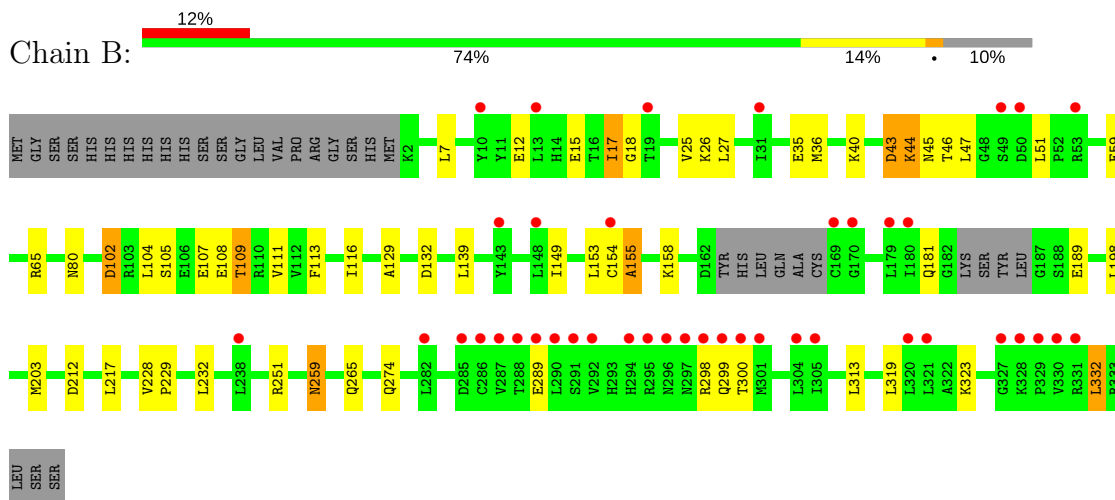 12%
Chain B:
74% 14% • 10%
MET GLY SER SER HIS HIS HIS HIS HIS HIS SER SER GLY LEU VAL PRO ARG GLY SER HIS MET K2 L7 Y10 Y11 E12 L13 H14 E15 T16 I17 G18 T19 V25 K26 L27 I31 E35 M36 K40 D43 K44 N45 T46 L47 G48 S49 D50 L51 P52 R53
R65 N80 D102 R103 L104 S105 E106 E107 E108 T109 R110 V111 V112 F113 I116 A129 D132 L139 Y143 L148 I149 L153 C154 A155 K158 D162 TYR HIS LEU GLN ALA CYS C169 G170 L179 I180 Q181 G182 LYS SER TYR LEU G187 S188 E189
M203 D212 L217 V228 P229 L232 L238 R251 N259 Q265 Q274 L282 D285 C286 V287 T288 E289 L290 S291 V292 H293 H294 R295 N296 N297 R298 Q299 T300 M301 L304 I305 L313 L319 L320 L321 A322 K323 G327 K328 P329 V330 R331 L332
LEU SER SER